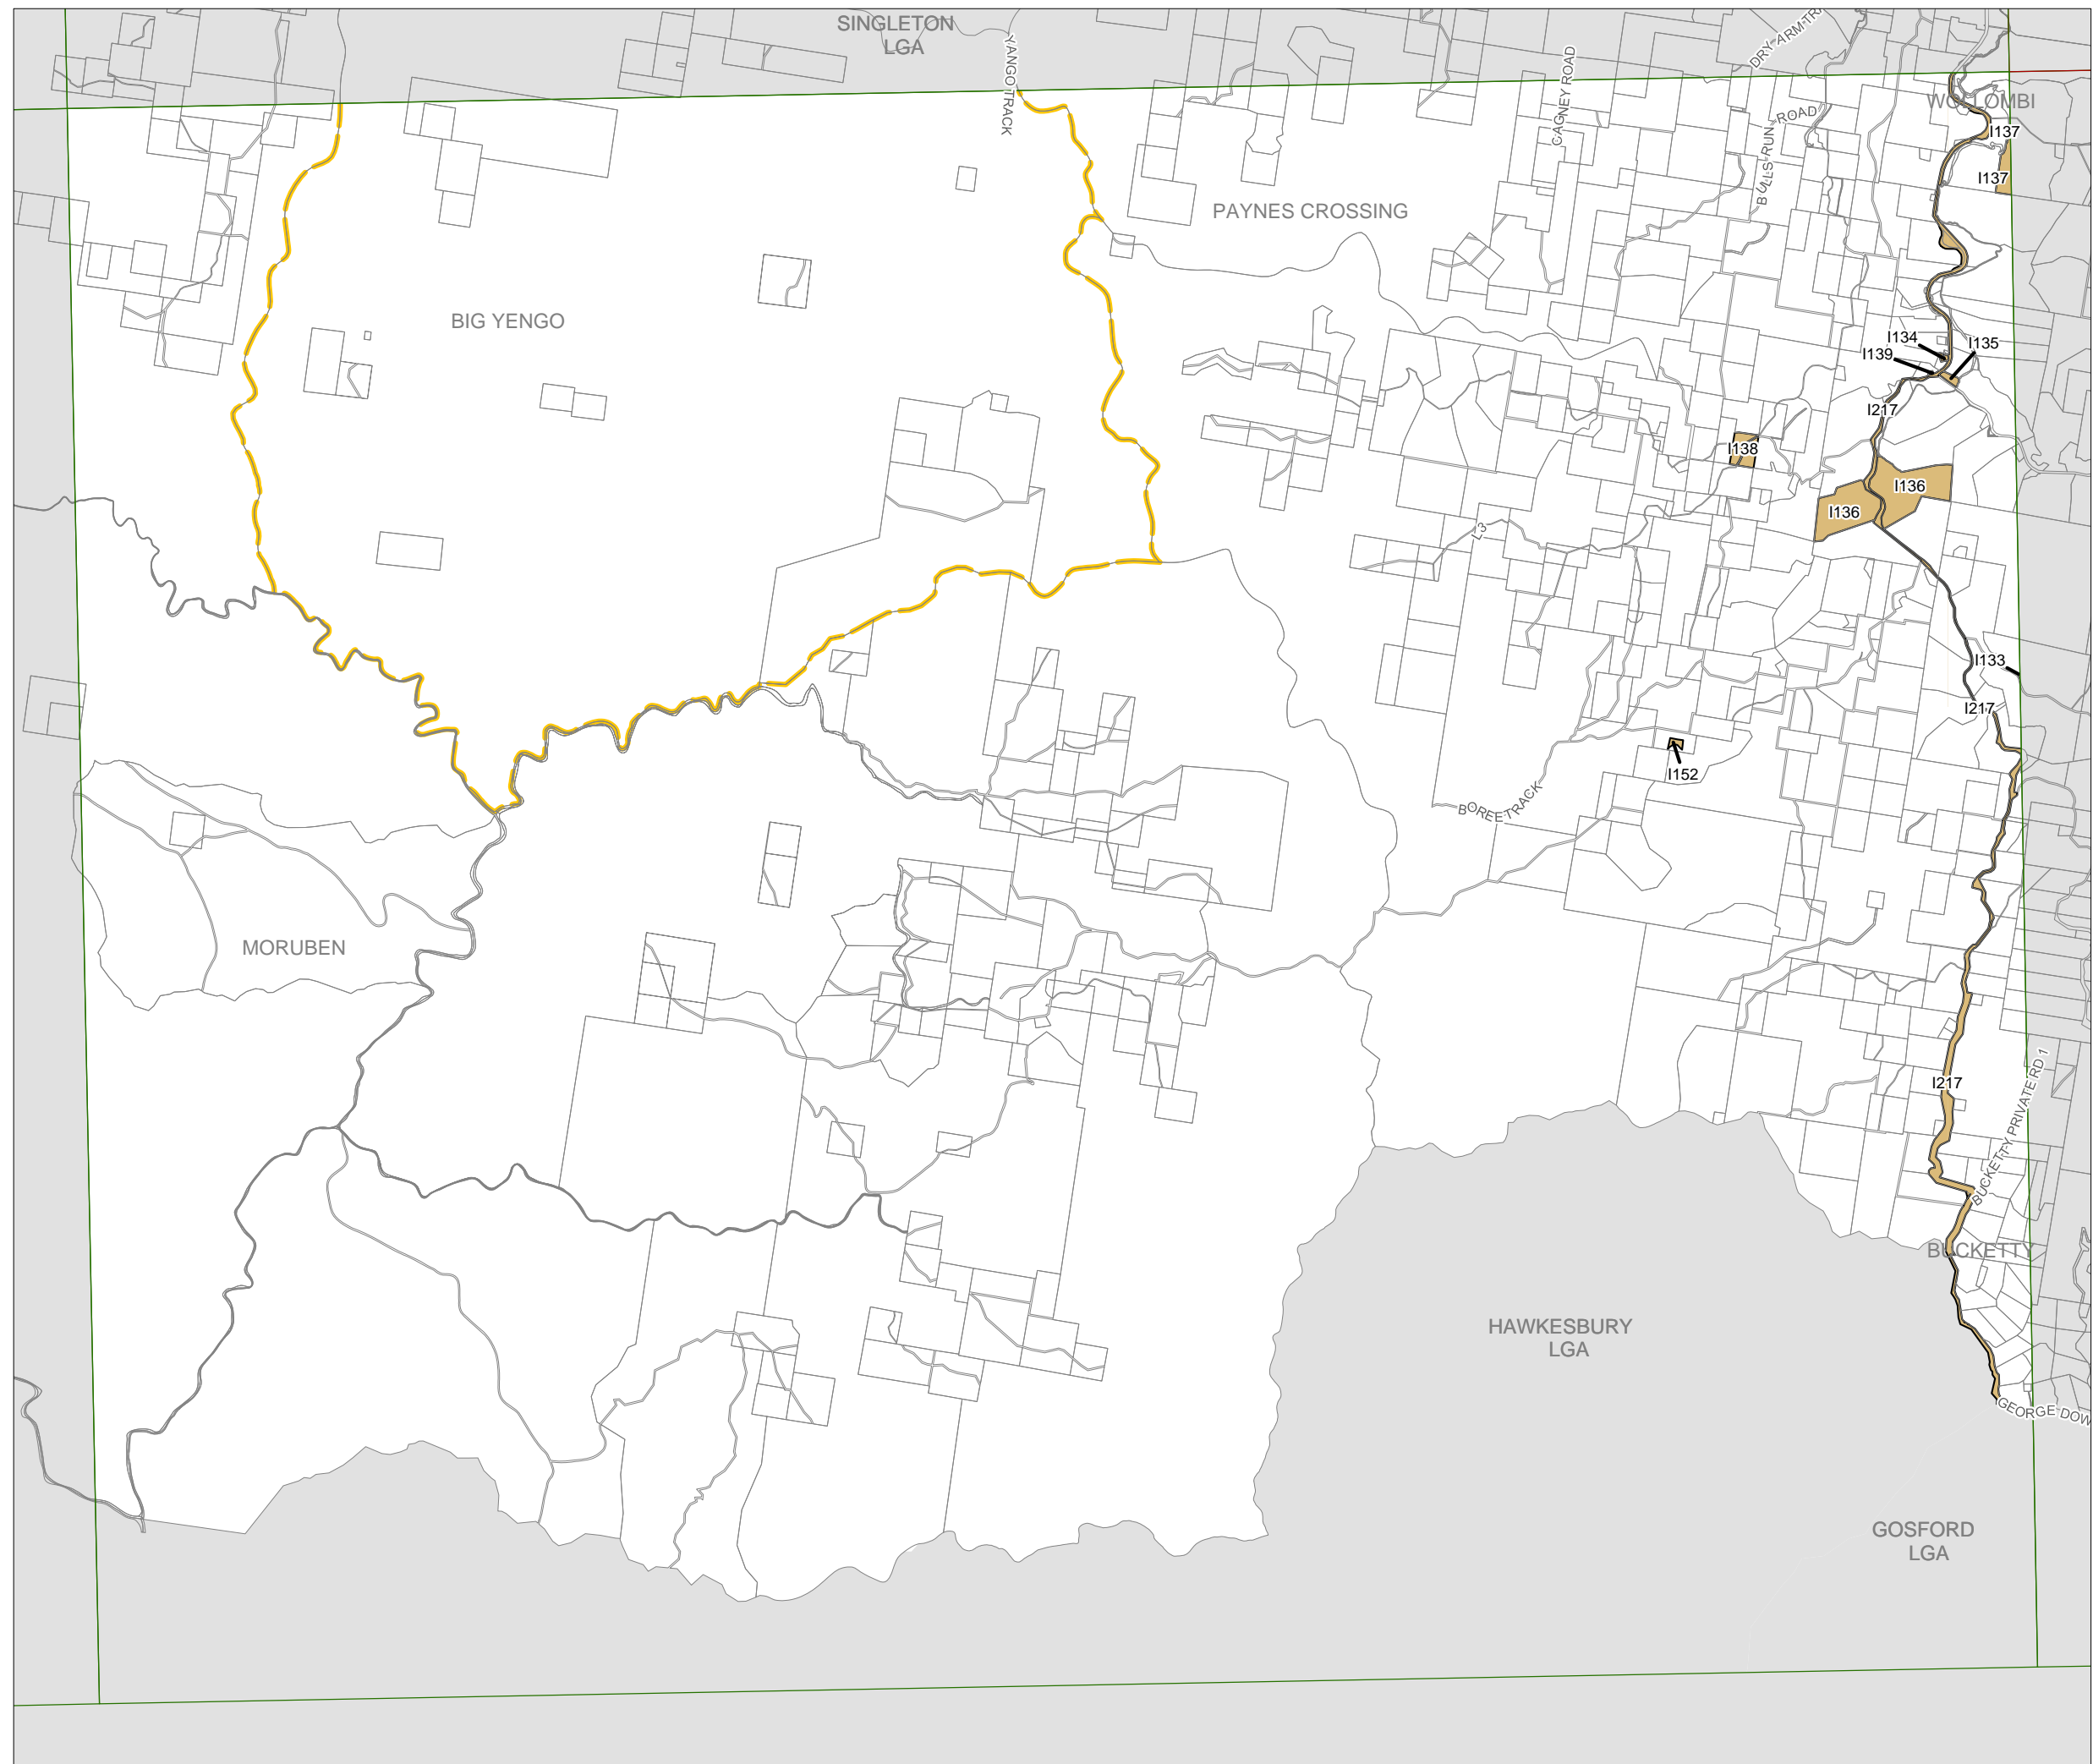 SINGLETON
LGA
YANGO TRACK
CAGNEY ROAD
DRY ARM TRA
WOLLOMBI
ROAD
BULLS RUN
I137
I137
PAYNES CROSSING
BIG YENGO
I134
I135
I139
I217
I138
I136
I136
L3
I133
I217
I152
BOREE TRACK
MORUBEN
I217
BUCKETTY PRIVATE RD 1
BUCKETTY
HAWKESBURY
LGA
GEORGE DOW
GOSFORD
LGA